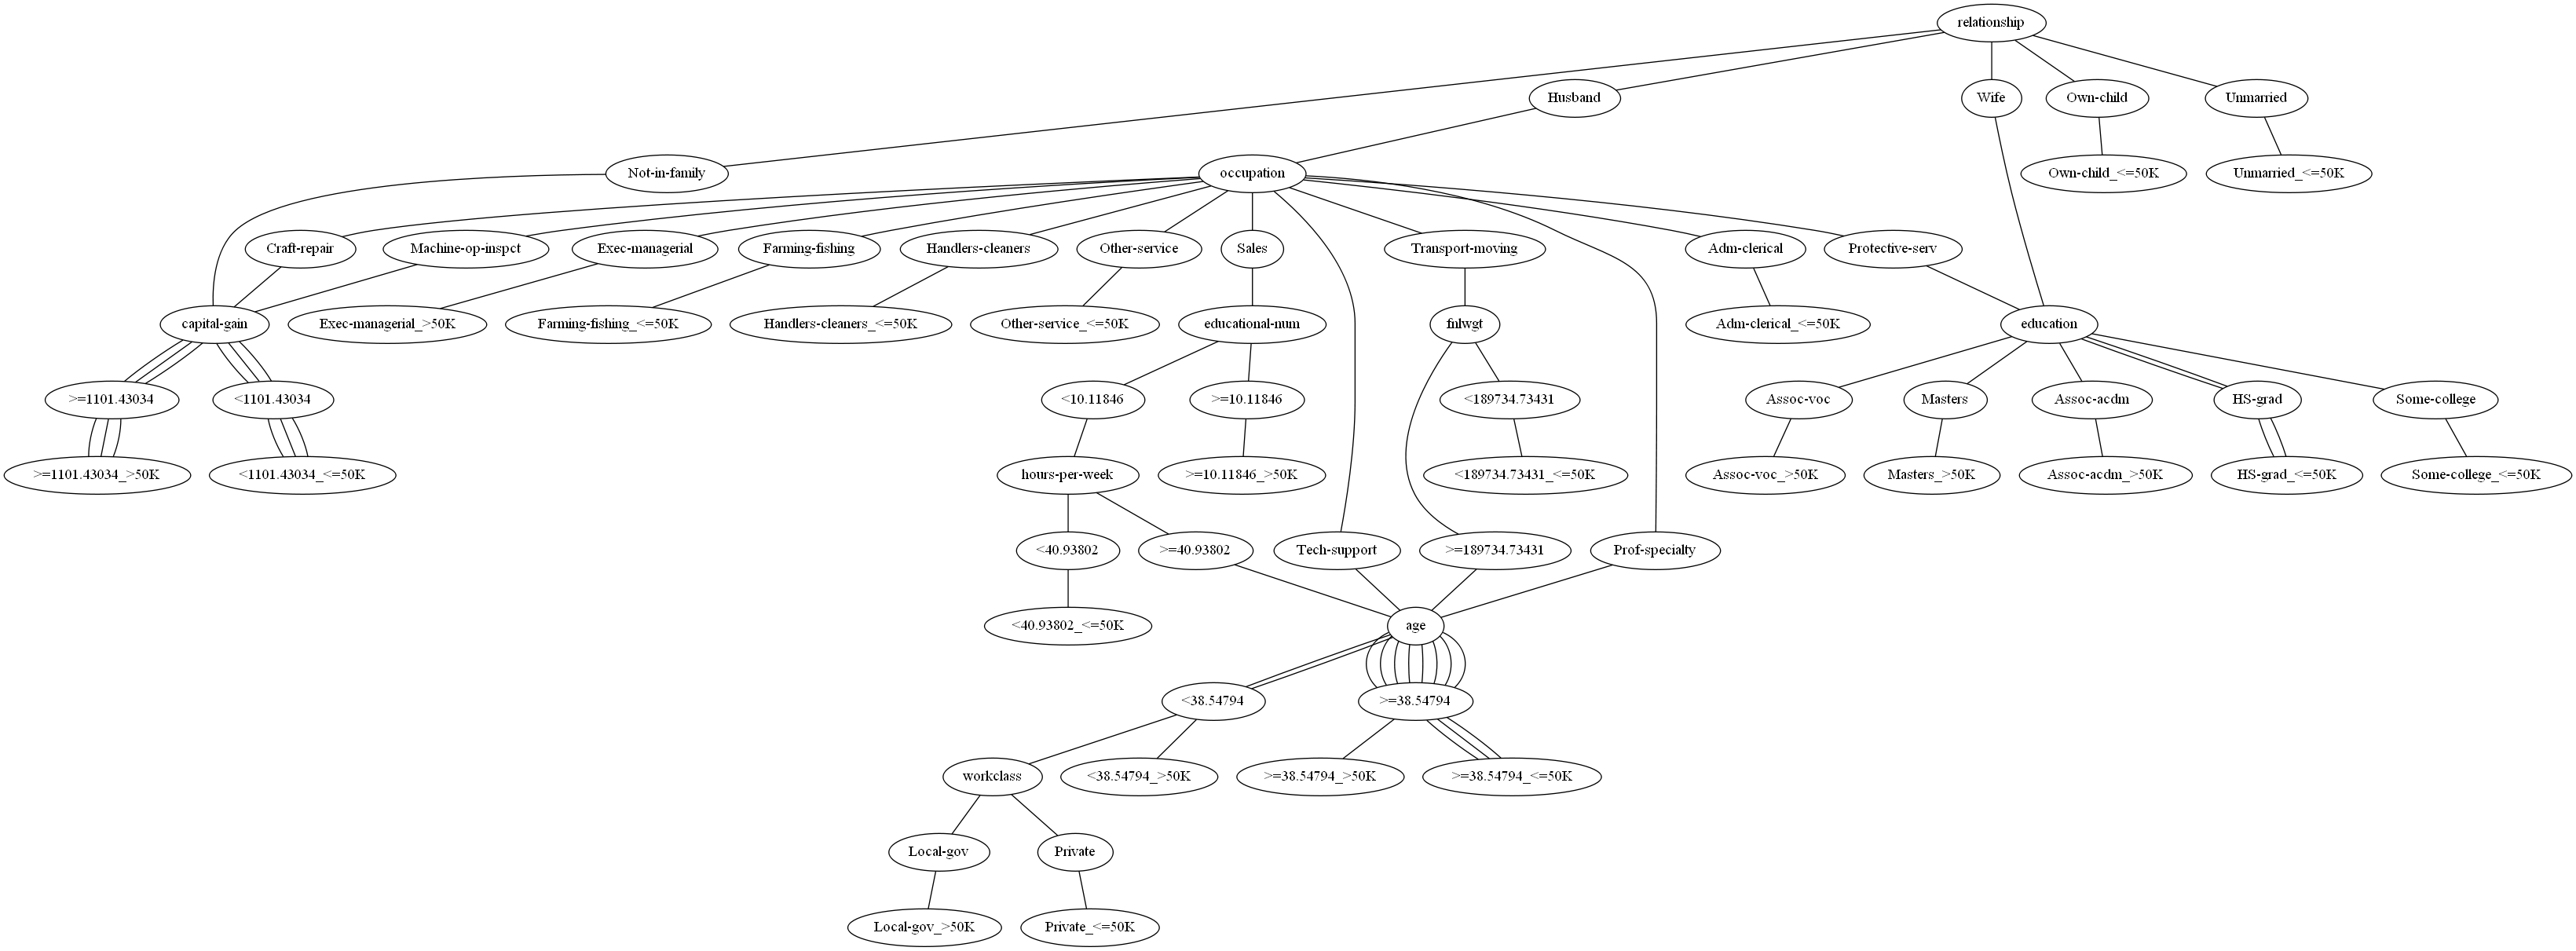 relationship
Husband
Wife
Own-child
Unmarried
Not-in-family
occupation
Own-child_<=50K
Unmarried_<=50K
Craft-repair
Machine-op-inspct
Exec-managerial
Farming-fishing
Handlers-cleaners
Other-service
Sales
Transport-moving
Adm-clerical
Protective-serv
capital-gain
Exec-managerial_>50K
Farming-fishing_<=50K
Handlers-cleaners_<=50K
Other-service_<=50K
educational-num
fnlwgt
Adm-clerical_<=50K
education
>=1101.43034
<1101.43034
<10.11846
>=10.11846
<189734.73431
Assoc-voc
Masters
Assoc-acdm
HS-grad
Some-college
>=1101.43034_>50K
<1101.43034_<=50K
hours-per-week
>=10.11846_>50K
<189734.73431_<=50K
Assoc-voc_>50K
Masters_>50K
Assoc-acdm_>50K
HS-grad_<=50K
Some-college_<=50K
<40.93802
>=40.93802
Tech-support
>=189734.73431
Prof-specialty
<40.93802_<=50K
age
<38.54794
>=38.54794
workclass
<38.54794_>50K
>=38.54794_>50K
>=38.54794_<=50K
Local-gov
Private
Local-gov_>50K
Private_<=50K